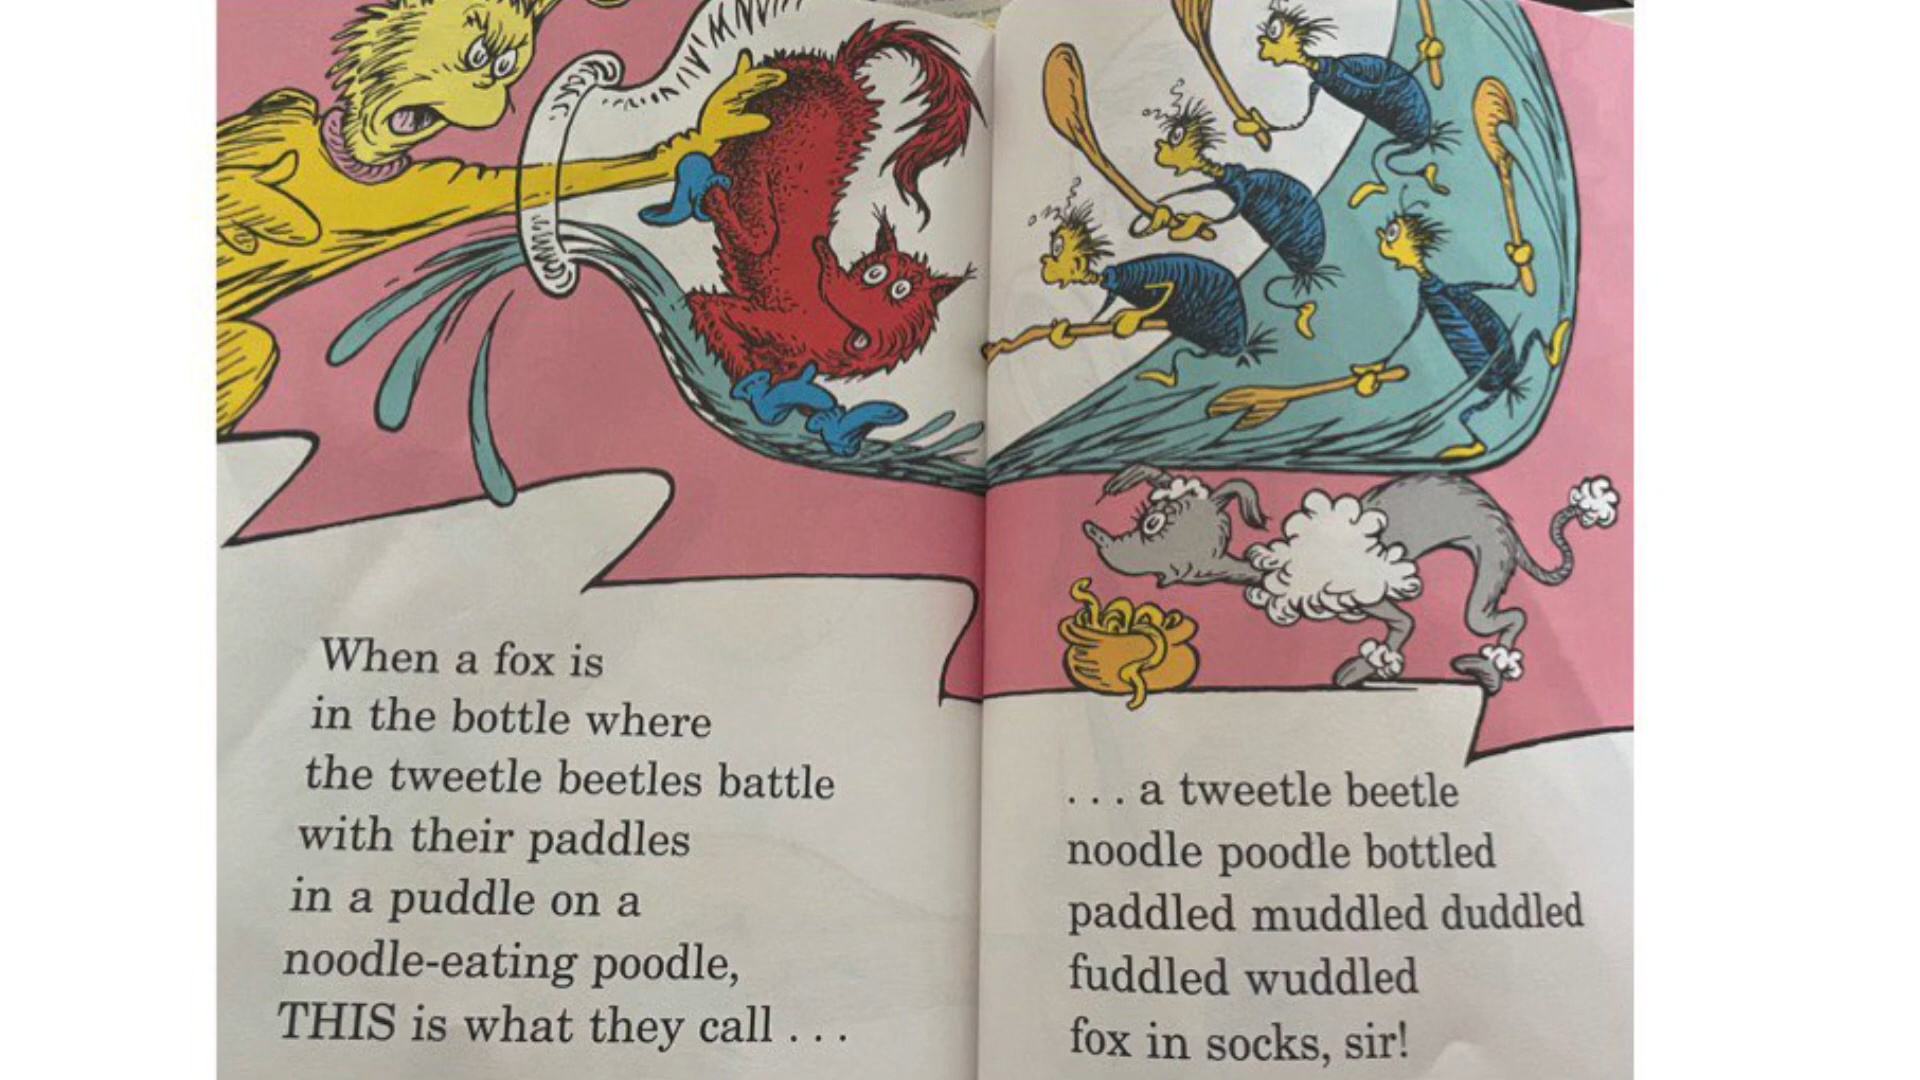 When a fox is
in the bottle where
the tweetle beetles battle
with their paddles
in a puddle on a
noodle-eating poodle,
THIS is what they call . . .
. . . a tweetle beetle
noodle poodle bottled
paddled muddled duddled
fuddled wuddled
fox in socks, sir!